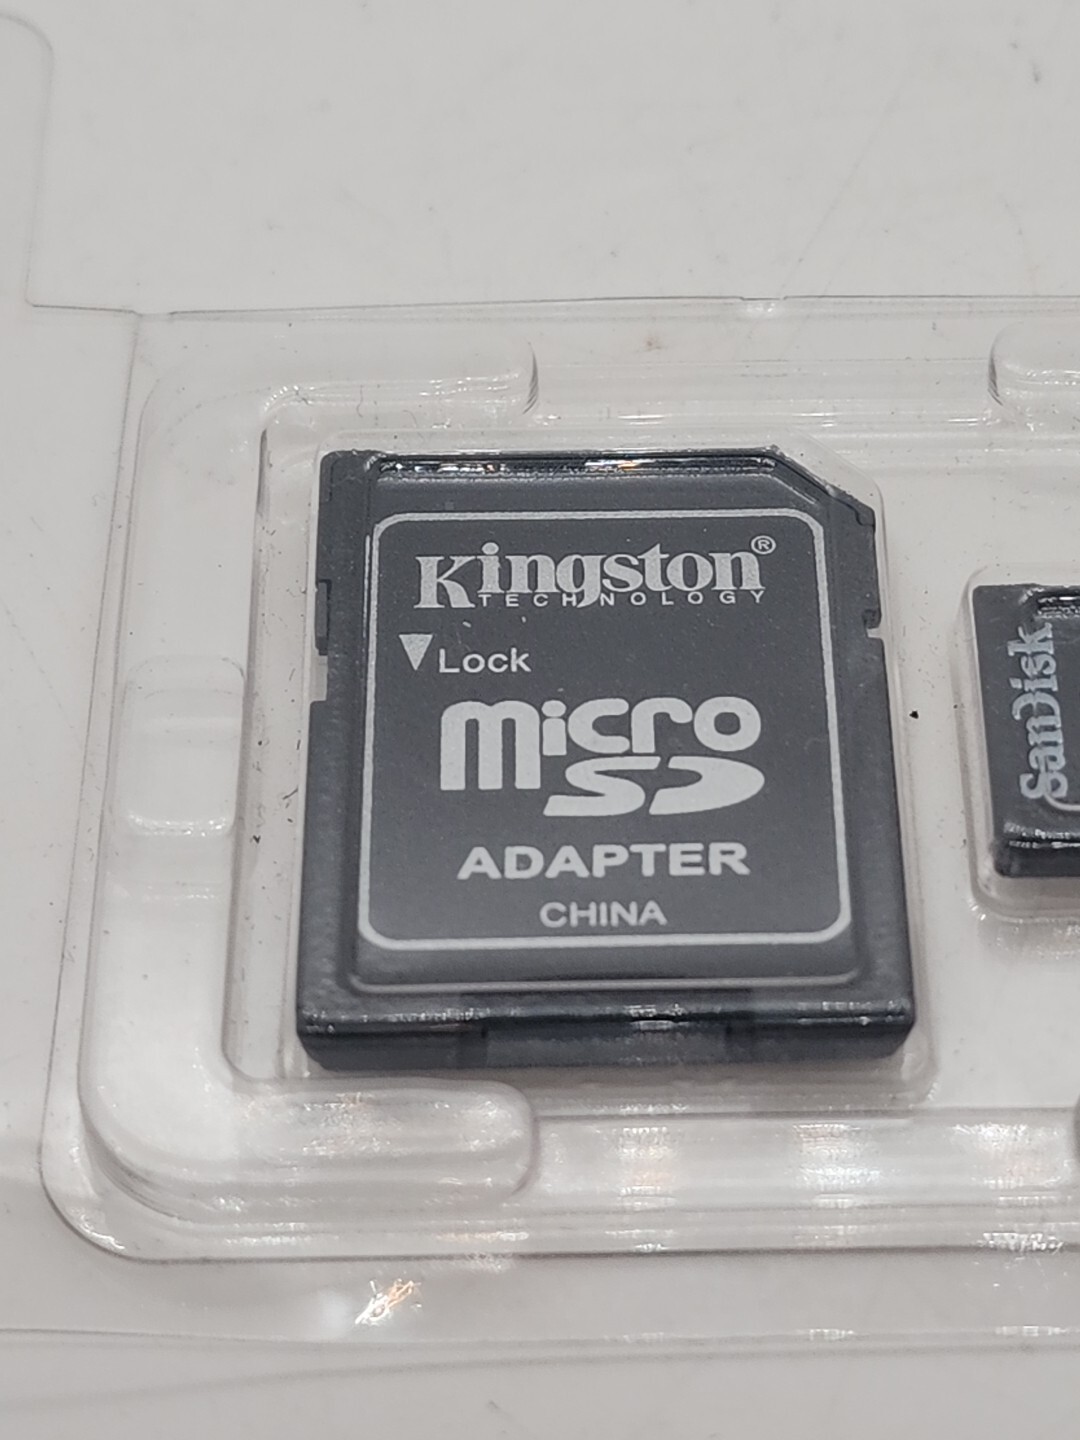 Kingston®
TECHNOLOGY
Lock
micro
SD
ADAPTER
CHINA
SanDisk